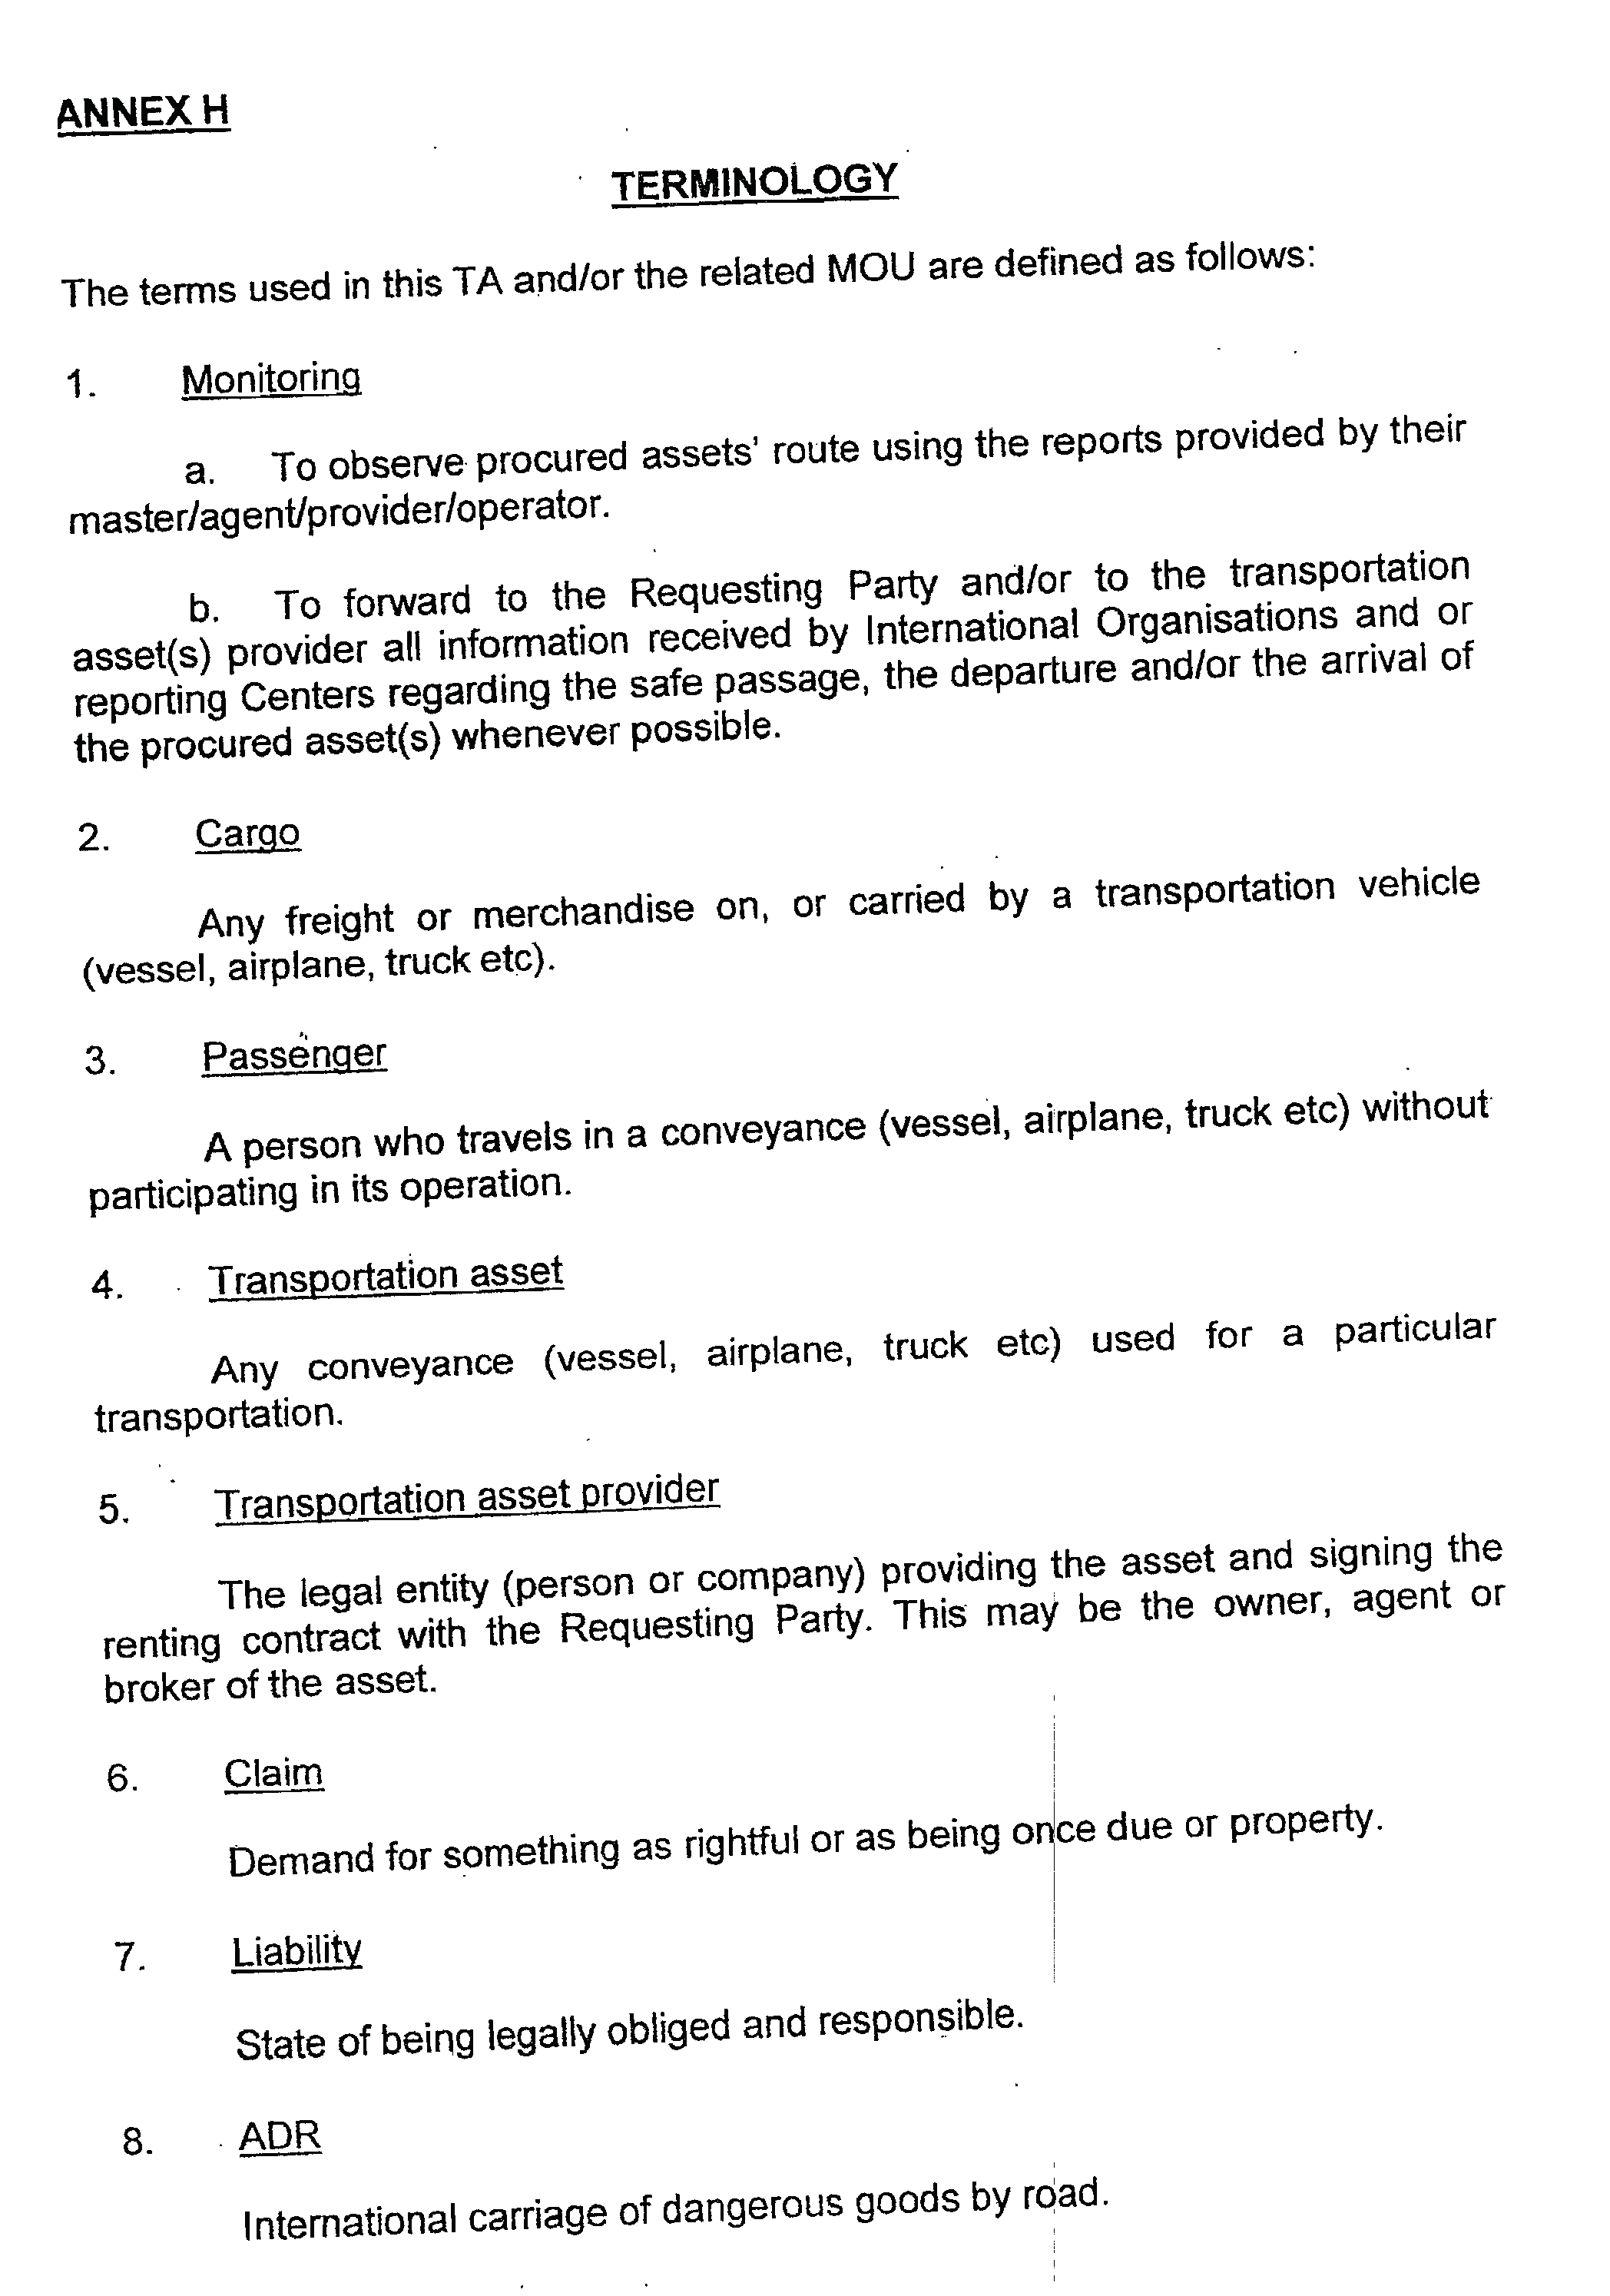 ANNEX H
TERMINOLOGY
The terms used in this TA and/or the related MOU are defined as follows:
1. Monitoring
a. To observe procured assets' route using the reports provided by their
master/agent/provider/operator.
b. To forward to the Requesting Party and/or to the transportation
asset(s) provider all information received by International Organisations and or
reporting Centers regarding the safe passage, the departure and/or the arrival of
the procured asset(s) whenever possible.
2. Cargo
Any freight or merchandise on, or carried by a transportation vehicle
(vessel, airplane, truck etc).
3. Passenger
A person who travels in a conveyance (vessel, airplane, truck etc) without
participating in its operation.
4. Transportation asset
Any conveyance (vessel, airplane, truck etc) used for a particular
transportation.
5. Transportation asset provider
The legal entity (person or company) providing the asset and signing the
renting contract with the Requesting Party. This may be the owner, agent or
broker of the asset.
6. Claim
Demand for something as rightful or as being once due or property.
7. Liability
State of being legally obliged and responsible.
8. ADR
International carriage of dangerous goods by road.